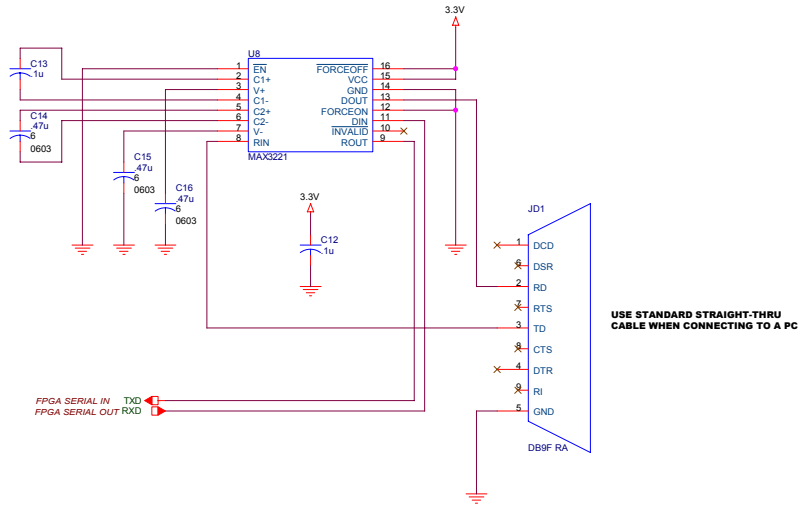 3.3V
U8
C13
.1u
1 EN FORCEOFF 16
2 C1+ VCC 15
3 V+ GND 14
4 C1- DOUT 13
5 C2+ FORCEON 12
6 C2- DIN 11
7 V- INVALID 10
8 RIN ROUT 9
MAX3221
C14
.47u
6
0603
C15
.47u
6
0603
C16
.47u
6
0603
3.3V
C12
.1u
JD1
1 DCD
6 DSR
2 RD
7 RTS
3 TD
8 CTS
4 DTR
9 RI
5 GND
DB9F RA
USE STANDARD STRAIGHT-THRU
CABLE WHEN CONNECTING TO A PC
FPGA SERIAL IN TXD
FPGA SERIAL OUT RXD